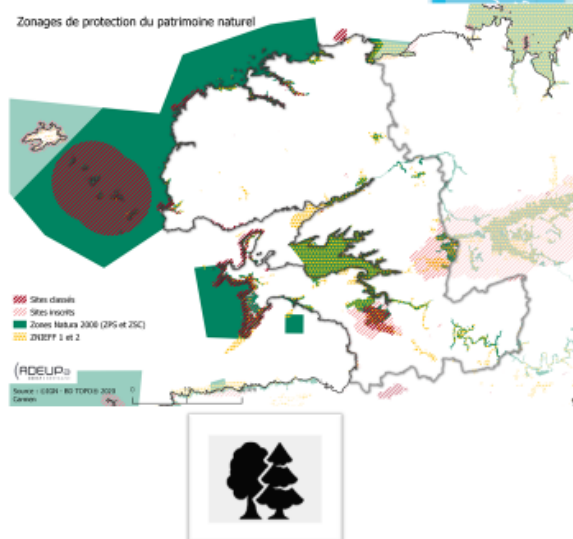 Zonages de protection du patrimoine naturel
Sites classés
Sites inscrits
Zones Natura 2000 (ZPS et ZSC)
ZNIEFF 1 et 2
ADEUPa
Source : ©IGN - BD TOPO® 2020
Carmen
0